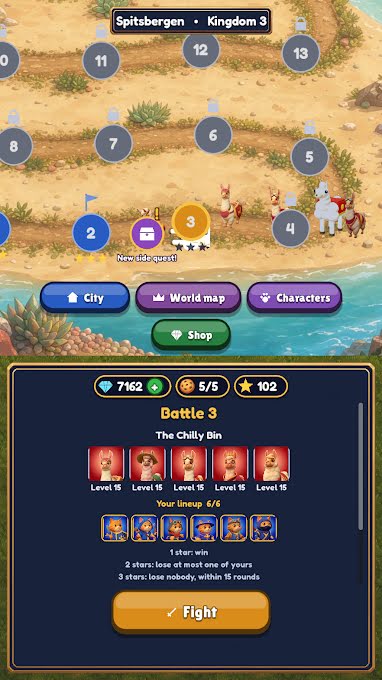 Spitsbergen • Kingdom 3
12
13
11
0
6
7
5
8
3
2
4
New side quest!
City
World map
Characters
Shop
7162
5/5
102
Battle 3
The Chilly Bin
Level 15 Level 15 Level 15 Level 15 Level 15
Your lineup 6/6
1 star: win
2 stars: lose at most one of yours
3 stars: lose nobody, within 15 rounds
Fight